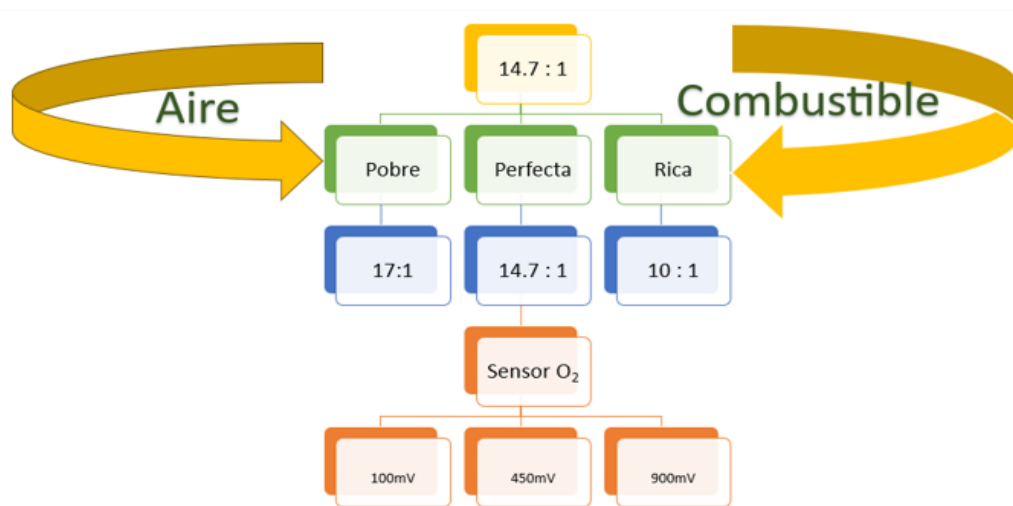 14.7 : 1
Aire
Combustible
Pobre
Perfecta
Rica
17:1
14.7 : 1
10 : 1
Sensor O₂
100mV
450mV
900mV